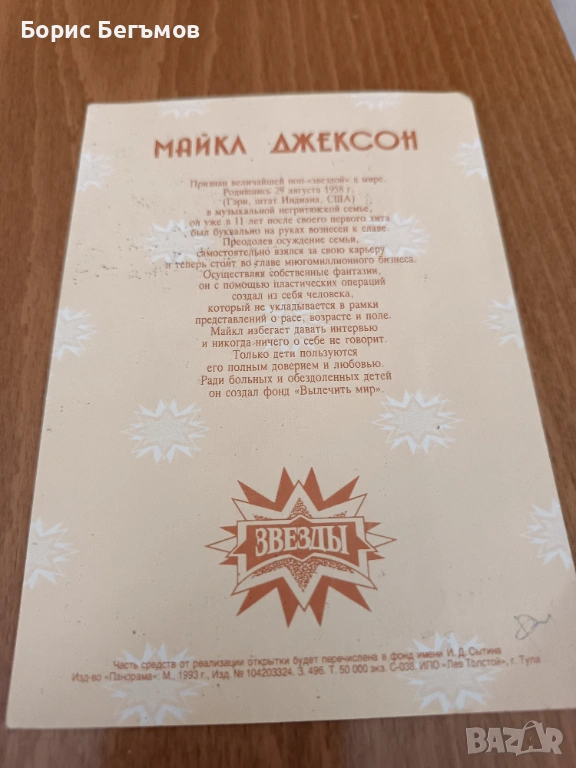 Борис Бегъмов
МАЙКЛ ДЖЕКСОН
Признан величайшей поп-«звездой» в мире.
Родившись 29 августа 1958 г.
(Гэри, штат Индиана, США)
в музыкальной негритянской семье,
он уже в 11 лет после своего первого хита
был буквально на руках вознесен к славе.
Преодолев осуждение семьи,
самостоятельно взялся за свою карьеру
и теперь стоит во главе многомиллионного бизнеса.
Осуществляя собственные фантазии,
он с помощью пластических операций
создал из себя человека,
который не укладывается в рамки
представлений о расе, возрасте и поле.
Майкл избегает давать интервью
и никогда ничего о себе не говорит.
Только дети пользуются
его полным доверием и любовью.
Ради больных и обездоленных детей
он создал фонд «Вылечить мир».
ЗВЕЗДЫ
Часть средств от реализации открытки будет перечислена в фонд имени И. Д. Сытина
Изд-во «Панорама». М., 1993 г., Изд. № 104203324. З. 496. Т. 50 000 экз. С-038. ИПО «Лев Толстой», г. Тула
BAZAR